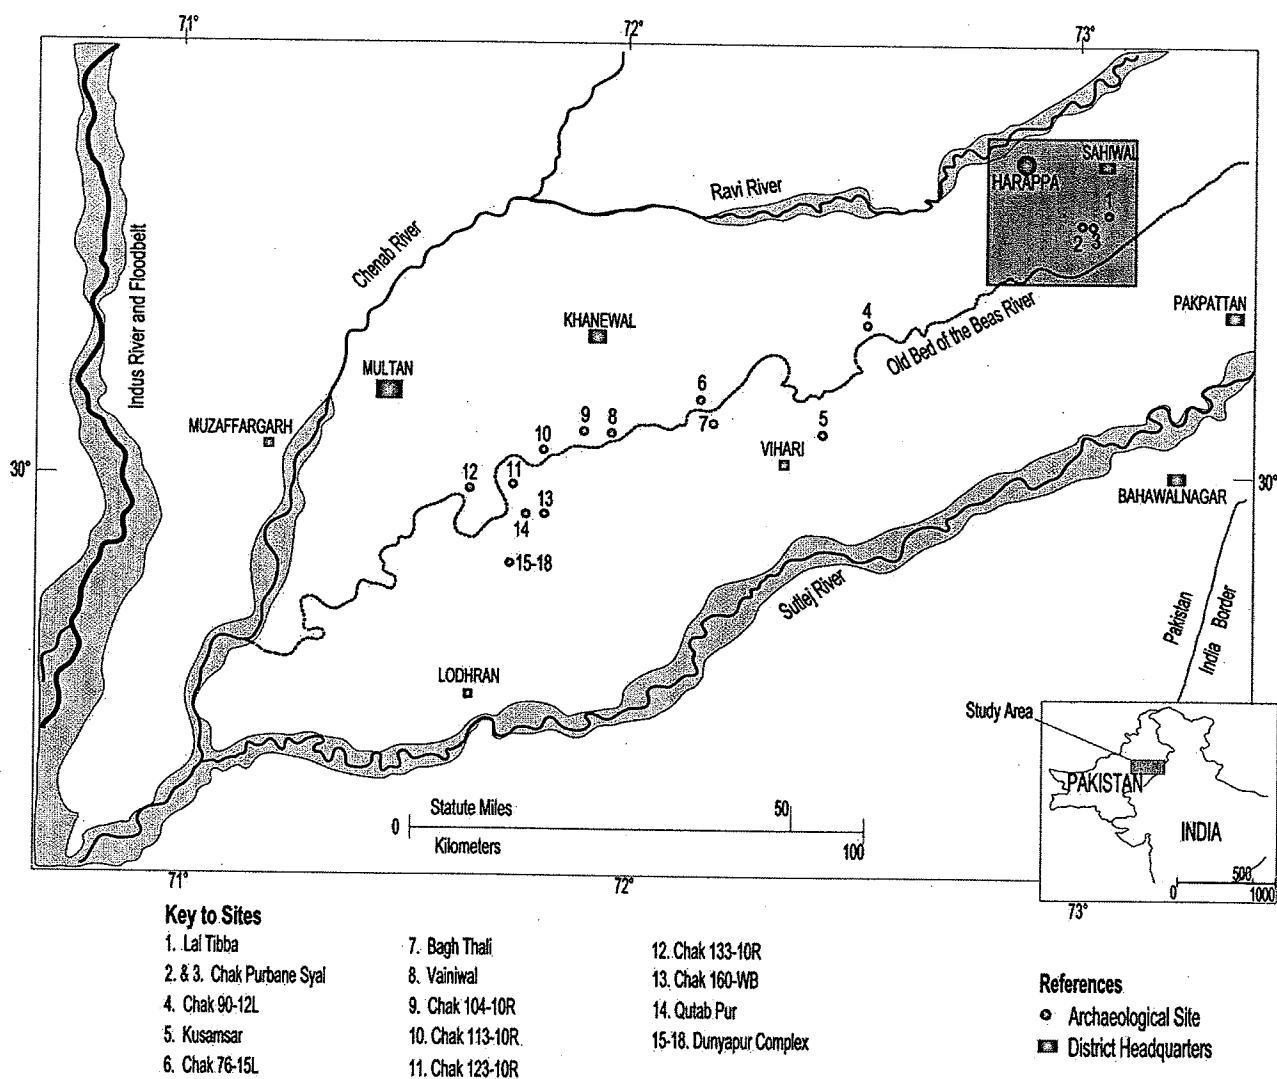 71°
72°
73°
Indus River and Floodbelt
Chenab River
Ravi River
HARAPPA
SAHIWAL
1
2
3
Old Bed of the Beas River
PAKPATTAN
KHANEWAL
MULTAN
MUZAFFARGARH
4
6
7
5
VIHARI
9
8
10
12
11
13
14
15-18
30°
30°
BAHAWALNAGAR
Sutlej River
LODHRAN
Pakistan
India Border
Study Area
PAKISTAN
INDIA
500
0
1000
Statute Miles
50
0
Kilometers
100
71°
72°
73°
Key to Sites
1. Lal Tibba
2. & 3. Chak Purbane Syal
4. Chak 90-12L
5. Kusamsar
6. Chak 76-15L
7. Bagh Thali
8. Vainiwal
9. Chak 104-10R
10. Chak 113-10R
11. Chak 123-10R
12. Chak 133-10R
13. Chak 160-WB
14. Qutab Pur
15-18. Dunyapur Complex
References
Archaeological Site
District Headquarters